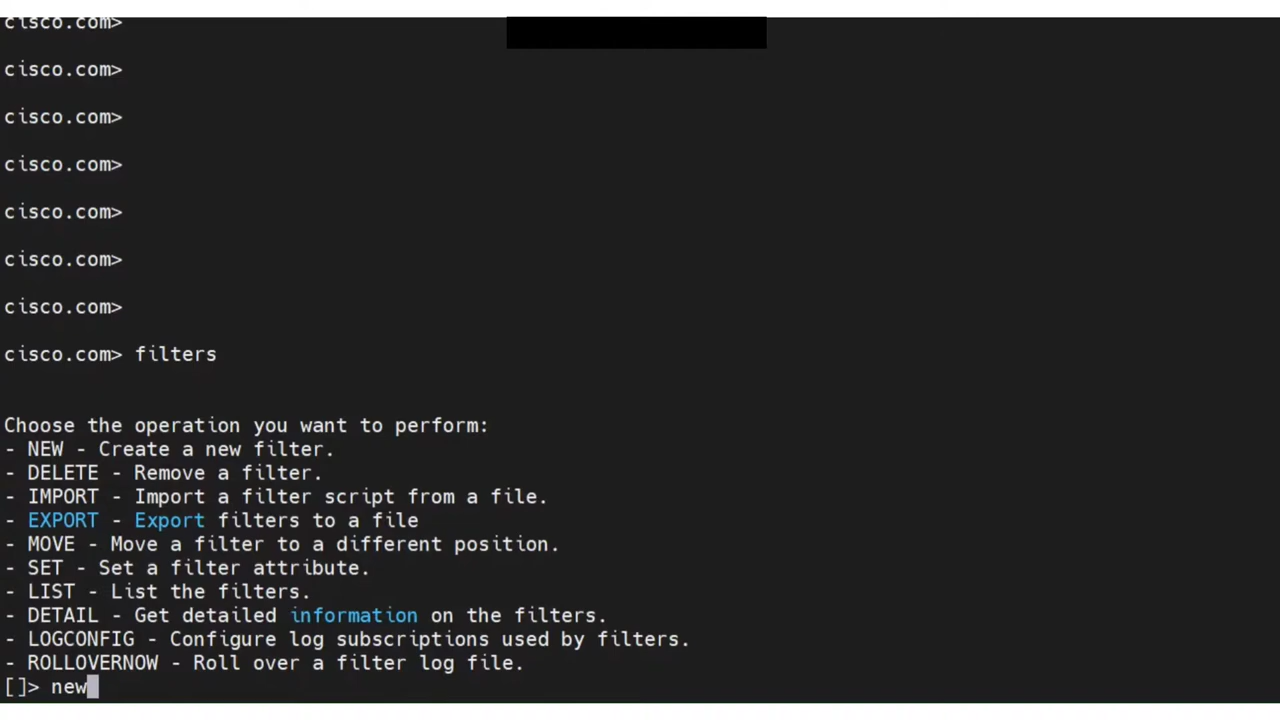 cisco.com>
cisco.com>
cisco.com>
cisco.com>
cisco.com>
cisco.com>
cisco.com>
cisco.com> filters
Choose the operation you want to perform:
- NEW - Create a new filter.
- DELETE - Remove a filter.
- IMPORT - Import a filter script from a file.
- EXPORT - Export filters to a file
- MOVE - Move a filter to a different position.
- SET - Set a filter attribute.
- LIST - List the filters.
- DETAIL - Get detailed information on the filters.
- LOGCONFIG - Configure log subscriptions used by filters.
- ROLLOVERNOW - Roll over a filter log file.
[]> new